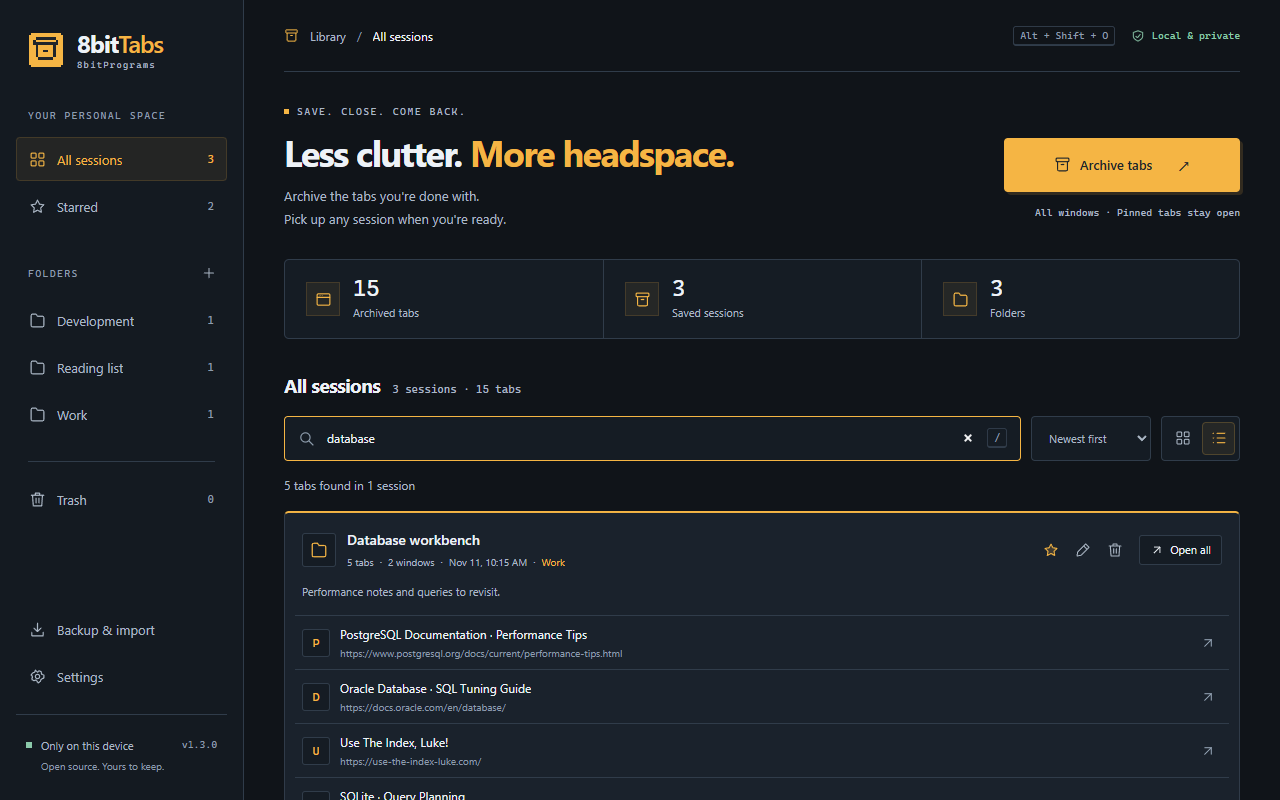 8bitTabs
8bitPrograms
YOUR PERSONAL SPACE
All sessions 3
Starred 2
FOLDERS
Development 1
Reading list 1
Work 1
Trash 0
Backup & import
Settings
Only on this device v1.3.0
Open source. Yours to keep.
Library / All sessions
Alt + Shift + O
Local & private
SAVE. CLOSE. COME BACK.
Less clutter. More headspace.
Archive the tabs you're done with.
Pick up any session when you're ready.
Archive tabs
All windows · Pinned tabs stay open
15
Archived tabs
3
Saved sessions
3
Folders
All sessions 3 sessions · 15 tabs
database
/
Newest first
5 tabs found in 1 session
Database workbench
5 tabs · 2 windows · Nov 11, 10:15 AM · Work
Open all
Performance notes and queries to revisit.
P
PostgreSQL Documentation · Performance Tips
https://www.postgresql.org/docs/current/performance-tips.html
D
Oracle Database · SQL Tuning Guide
https://docs.oracle.com/en/database/
U
Use The Index, Luke!
https://use-the-index-luke.com/
SQLite · Query Planning